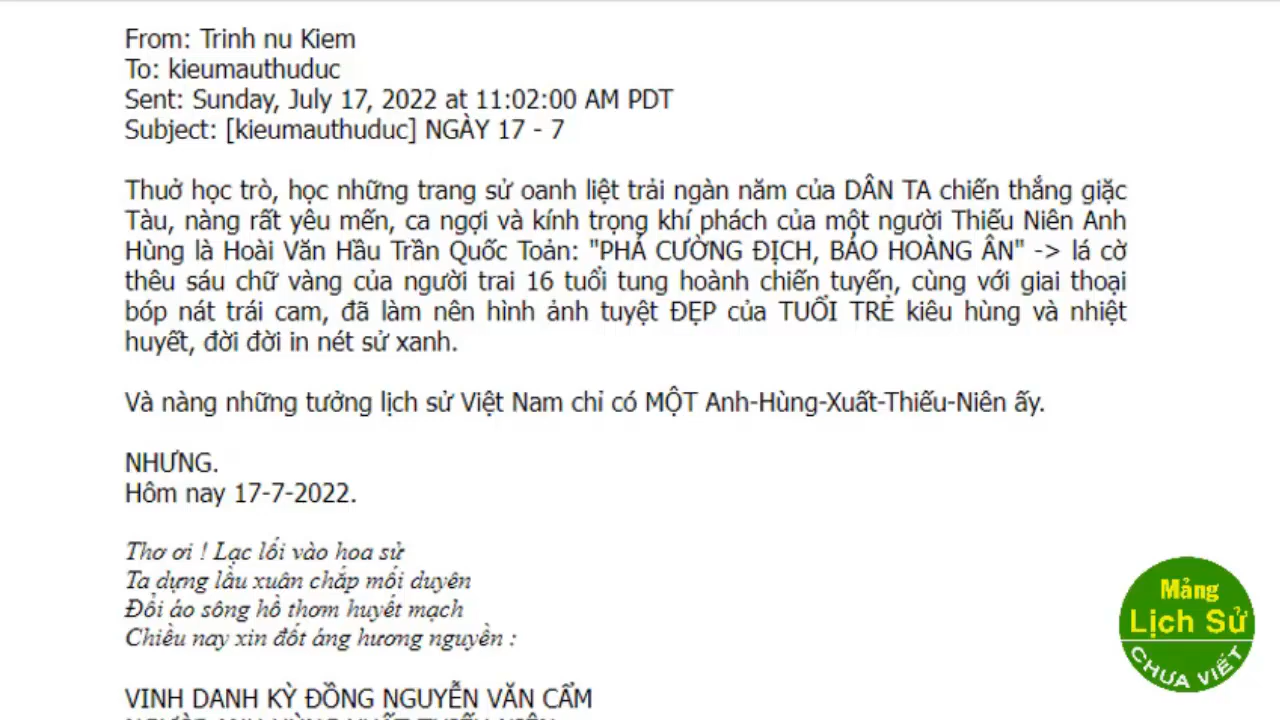 From: Trinh nu Kiem
To: kieumauthuduc
Sent: Sunday, July 17, 2022 at 11:02:00 AM PDT
Subject: [kieumauthuduc] NGÀY 17 - 7
Thuở học trò, học những trang sử oanh liệt trải ngàn năm của DÂN TA chiến thắng giặc
Tàu, nàng rất yêu mến, ca ngợi và kính trọng khí phách của một người Thiếu Niên Anh
Hùng là Hoài Văn Hầu Trần Quốc Toản: "PHÁ CƯỜNG ĐỊCH, BÁO HOÀNG ÂN" -> lá cờ
thêu sáu chữ vàng của người trai 16 tuổi tung hoành chiến tuyến, cùng với giai thoại
bóp nát trái cam, đã làm nên hình ảnh tuyệt ĐẸP của TUỔI TRẺ kiêu hùng và nhiệt
huyết, đời đời in nét sử xanh.
Và nàng những tưởng lịch sử Việt Nam chỉ có MỘT Anh-Hùng-Xuất-Thiếu-Niên ấy.
NHƯNG.
Hôm nay 17-7-2022.
Thơ ơi ! Lạc lối vào hoa sử
Ta dựng lầu xuân chắp mối duyên
Đổi áo sông hồ thơm huyết mạch
Chiều nay xin đốt áng hương nguyền :
VINH DANH KỲ ĐỒNG NGUYỄN VĂN CẨM
NGƯỜI ANH HÙNG XUẤT THIẾU NIÊN
Mảng
Lịch Sử
CHƯA VIẾT